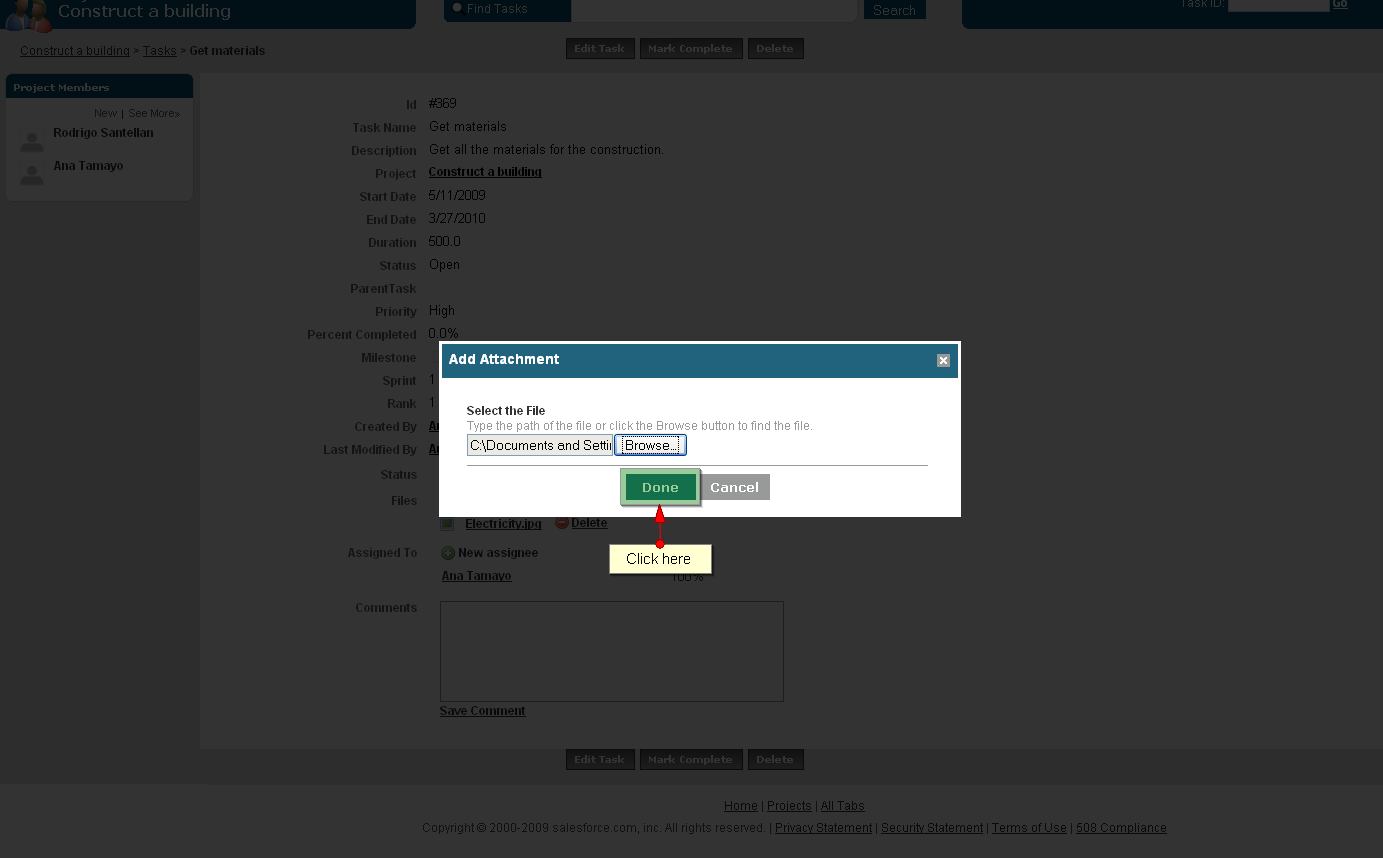 Construct a building
Find Tasks
Search
Task ID:
Go
Construct a building > Tasks > Get materials
Edit Task
Mark Complete
Delete
Project Members
New | See More»
Rodrigo Santellan
Ana Tamayo
Id #369
Task Name Get materials
Description Get all the materials for the construction.
Project Construct a building
Start Date 5/11/2009
End Date 3/27/2010
Duration 500.0
Status Open
ParentTask
Priority High
Percent Completed 0.0%
Milestone
Sprint 1
Rank 1
Created By
Last Modified By
Status
Files
Add Attachment
Select the File
Type the path of the file or click the Browse button to find the file.
C:\Documents and Settin
Browse...
Done
Cancel
Electricity.jpg Delete
Click here
Assigned To New assignee
Ana Tamayo 100%
Comments
Save Comment
Edit Task
Mark Complete
Delete
Home | Projects | All Tabs
Copyright © 2000-2009 salesforce.com, inc. All rights reserved. | Privacy Statement | Security Statement | Terms of Use | 508 Compliance